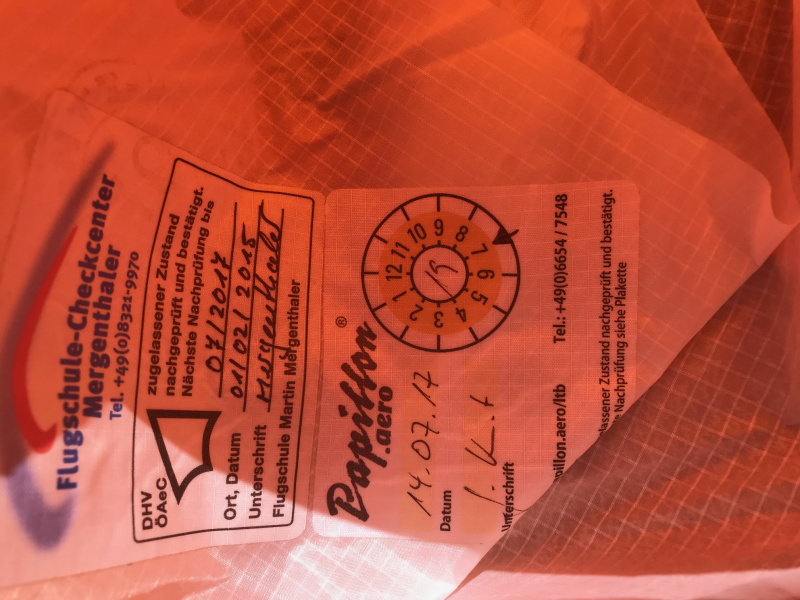 Flugschule-Checkcenter
Mergenthaler
Tel. +49(0)8321-9970
DHV
ÖAeC
zugelassener Zustand
nachgeprüft und bestätigt.
Nächste Nachprüfung bis
07/2017
Ort, Datum 01/02/2015
Unterschrift Mergenthaler
Flugschule Martin Mergenthaler
Papillon®
.aero
14.07.17
Datum
Unterschrift
1 2 3 4 5 6 7 8 9 10 11 12
pillon.aero/ltb Tel.: +49(0)6654 / 7548
lassener Zustand nachgeprüft und bestätigt.
Nachprüfung siehe Plakette